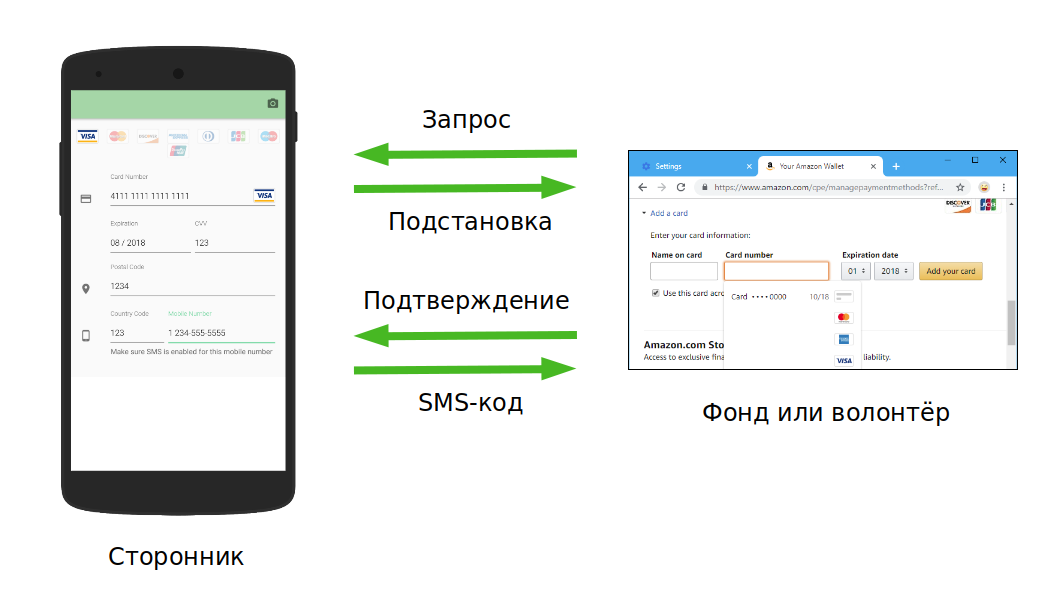 VISA
DISCOVER
JCB
Card Number
4111 1111 1111 1111
VISA
Expiration
CVV
08 / 2018
123
Postal Code
1234
Country Code
Mobile Number
123
1 234-555-5555
Make sure SMS is enabled for this mobile number
Сторонник
Запрос
Подстановка
Подтверждение
SMS-код
Settings
Your Amazon Wallet
https://www.amazon.com/cpe/managepaymentmethods?ref...
Add a card
DISCOVER
JCB
Enter your card information:
Name on card
Card number
Expiration date
01
2018
Add your card
Use this card acro
Card ••••0000
10/18
VISA
Amazon.com Sto
Access to exclusive fina
liability.
Фонд или волонтёр